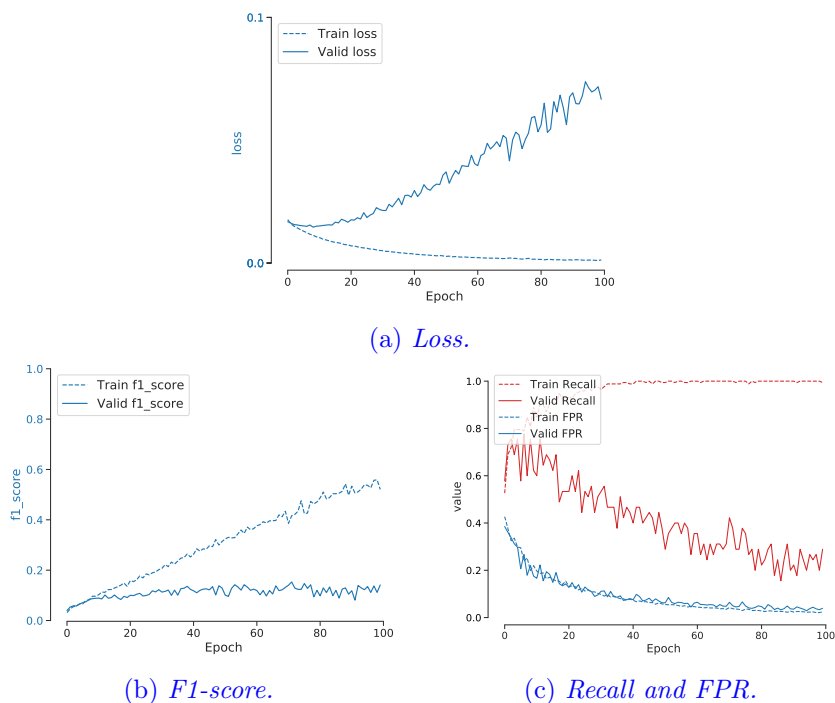 0.1
Train loss
Valid loss
loss
0.0
0 20 40 60 80 100
Epoch
(a) Loss.
1.0
Train f1_score
Valid f1_score
0.8
0.6
f1_score
0.4
0.2
0.0
0 20 40 60 80 100
Epoch
(b) F1-score.
1.0
Train Recall
Valid Recall
Train FPR
Valid FPR
0.8
0.6
value
0.4
0.2
0.0
0 20 40 60 80 100
Epoch
(c) Recall and FPR.